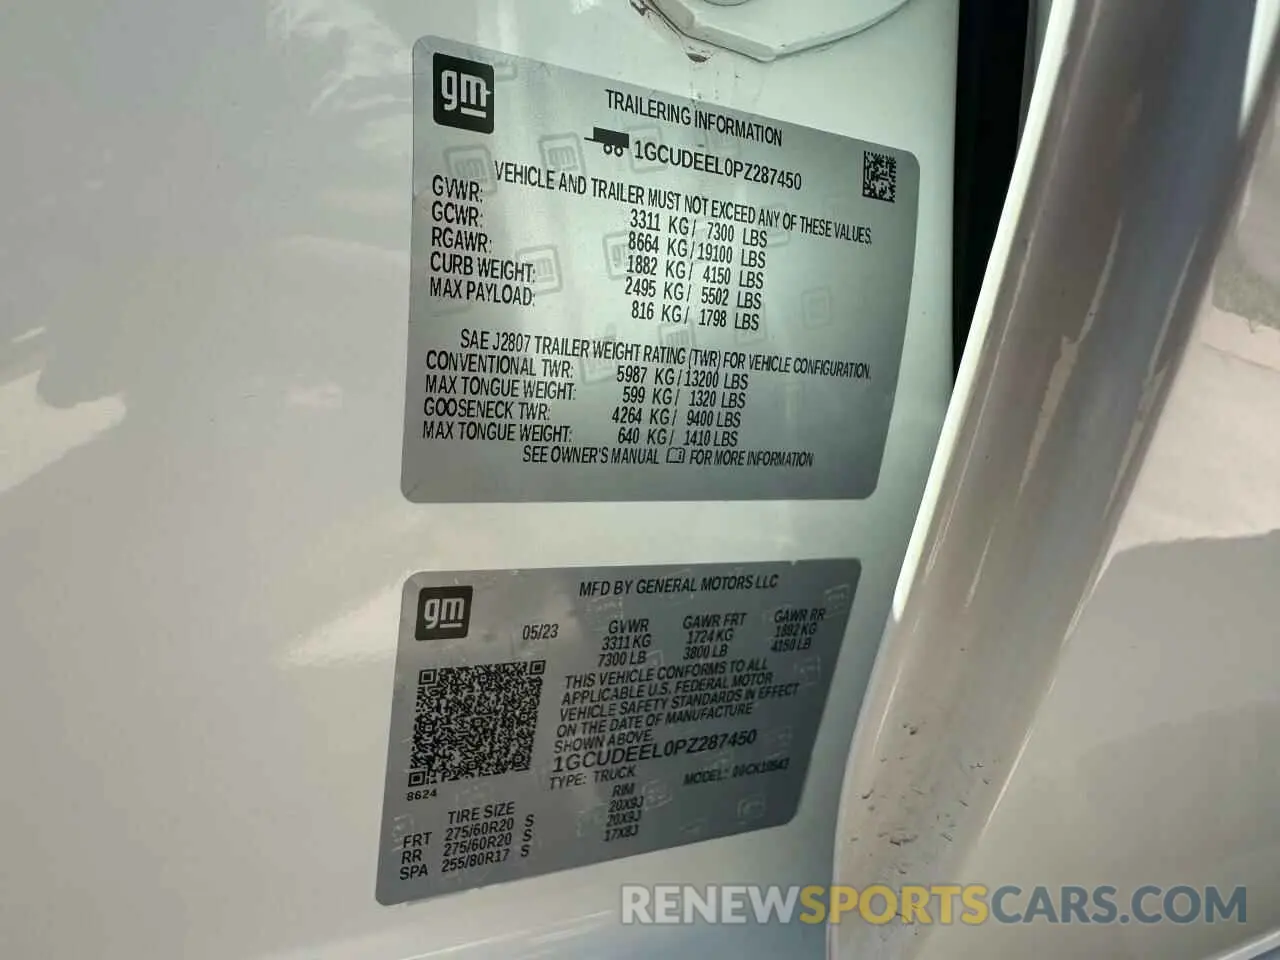 gm
TRAILERING INFORMATION
1GCUDEEL0PZ287450
VEHICLE AND TRAILER MUST NOT EXCEED ANY OF THESE VALUES.
GVWR: 3311 KG/ 7300 LBS
GCWR: 8664 KG/19100 LBS
RGAWR: 1882 KG/ 4150 LBS
CURB WEIGHT: 2495 KG/ 5502 LBS
MAX PAYLOAD: 816 KG/ 1798 LBS
SAE J2807 TRAILER WEIGHT RATING (TWR) FOR VEHICLE CONFIGURATION.
CONVENTIONAL TWR: 5987 KG/13200 LBS
MAX TONGUE WEIGHT: 599 KG/ 1320 LBS
GOOSENECK TWR: 4264 KG/ 9400 LBS
MAX TONGUE WEIGHT: 640 KG/ 1410 LBS
SEE OWNER'S MANUAL FOR MORE INFORMATION
gm
MFD BY GENERAL MOTORS LLC
05/23 GVWR GAWR FRT GAWR RR
3311 KG 1724 KG 1882 KG
7300 LB 3800 LB 4150 LB
THIS VEHICLE CONFORMS TO ALL
APPLICABLE U.S. FEDERAL MOTOR
VEHICLE SAFETY STANDARDS IN EFFECT
ON THE DATE OF MANUFACTURE
SHOWN ABOVE.
1GCUDEEL0PZ287450
TYPE: TRUCK MODEL:
8624
TIRE SIZE RIM
FRT 275/60R20 S 20X9J
RR 275/60R20 S 20X9J
SPA 255/80R17 S 17X8J
RENEWSPORTSCARS.COM